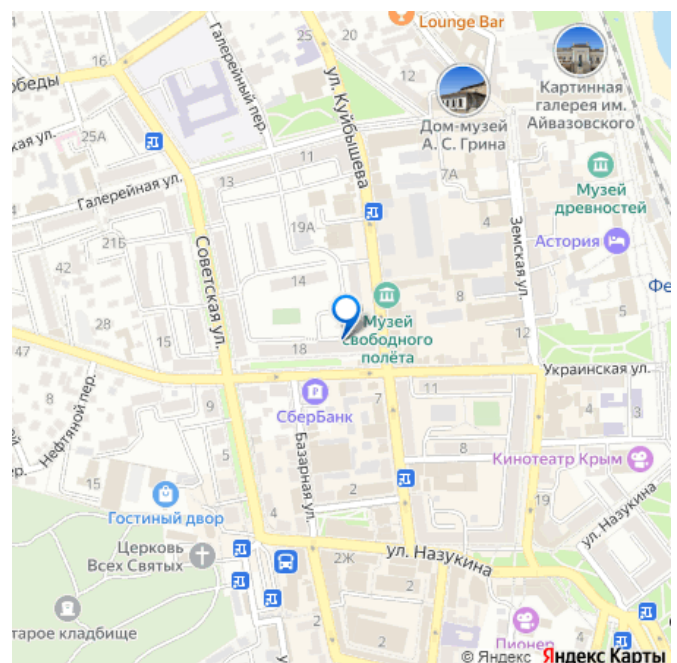 Lounge Bar
25
20
12
16
обеды
Галерейный пер.
ул. Куйбышева
Картинная
галерея им.
Айвазовского
Дом-музей
А. С. Грина
25А
кая ул.
11
13
7А
Галерейная ул.
Музей
древностей
19А
4
Земская ул.
21Б
Советская ул.
Астория
42
14
8
Фе
28
Музей
свободного
полёта
15
18
12
47
Украинская ул.
11
9
СберБанк
7
4
3
5
Нефтяной пер.
Базарная ул.
8
Кинотеатр Крым
р.
15
2
19
ул. Назукина
Гостиный двор
4
Церковь
Всех Святых
2Ж
ул. Назукина
тарое кладбище
2
Пионер
© Яндекс Яндекс Карты